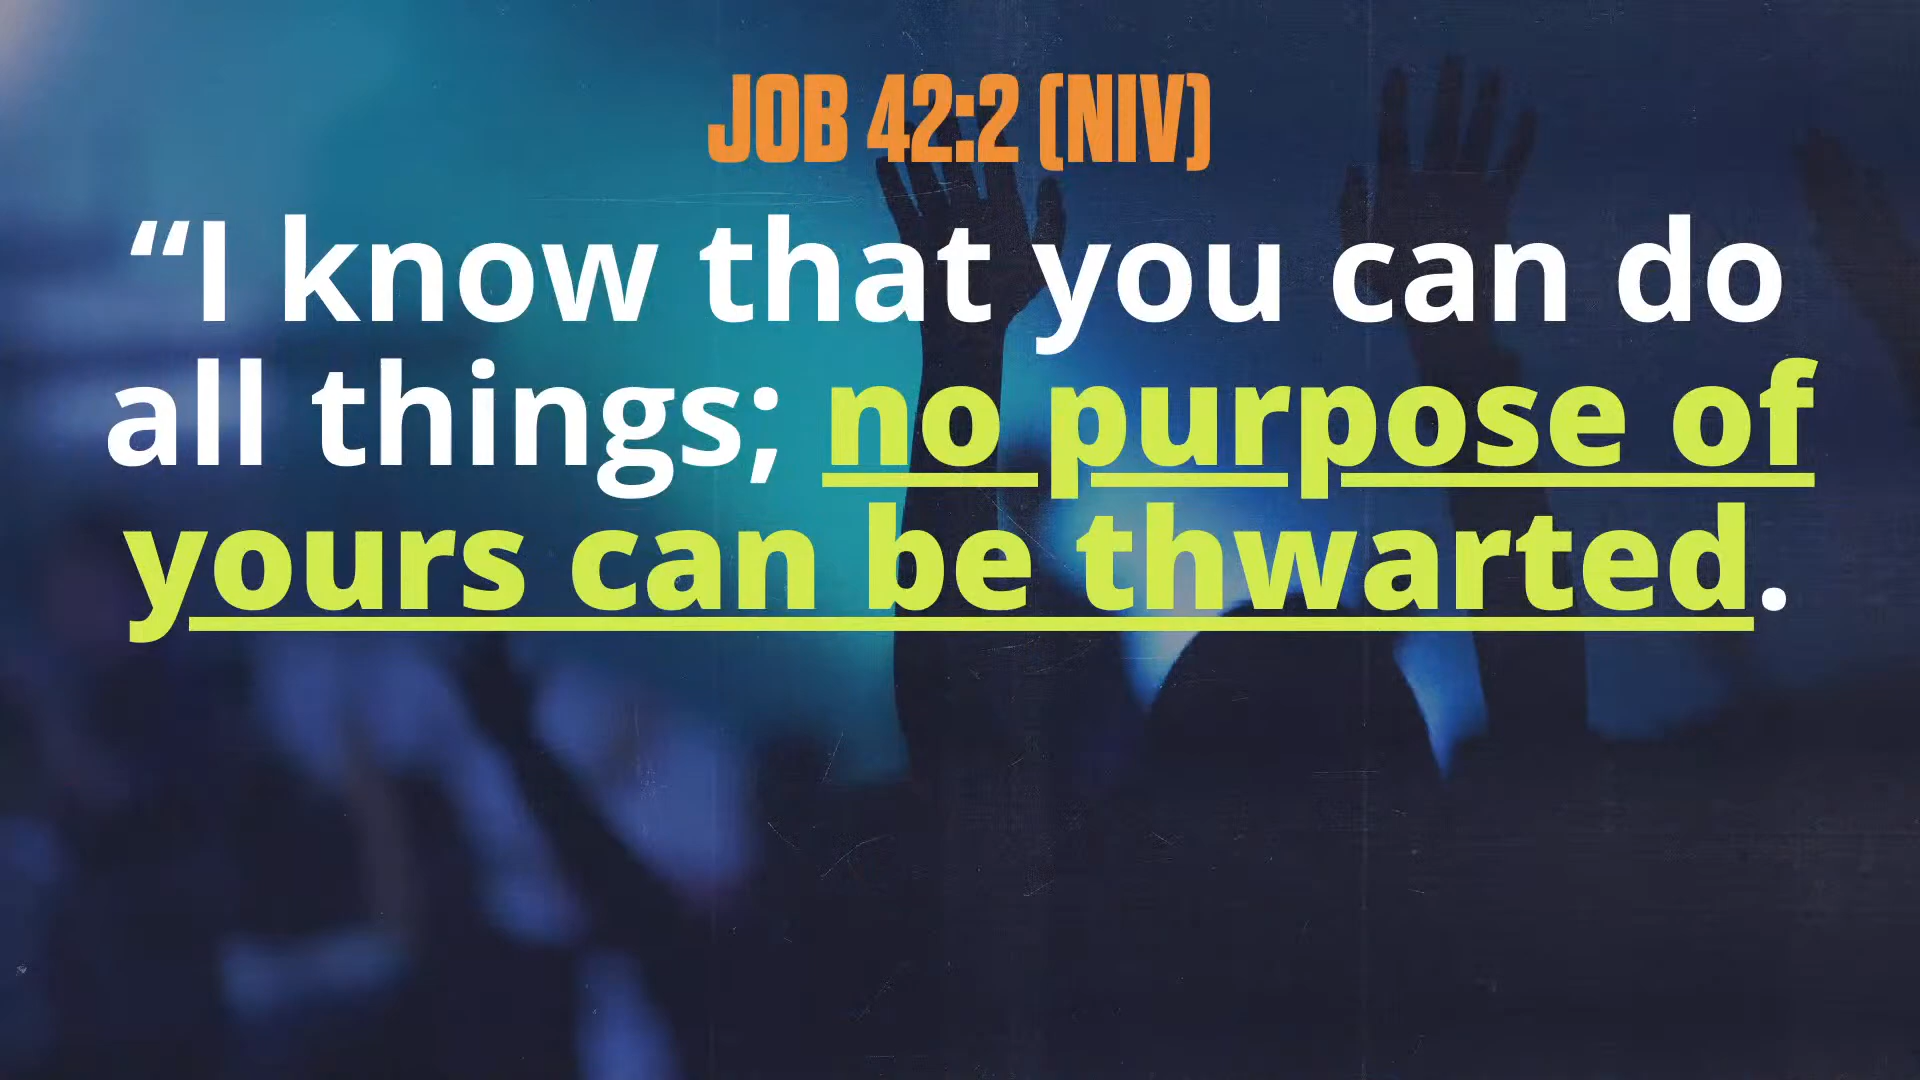 JOB 42:2 (NIV)
“I know that you can do
all things; no purpose of
yours can be thwarted.